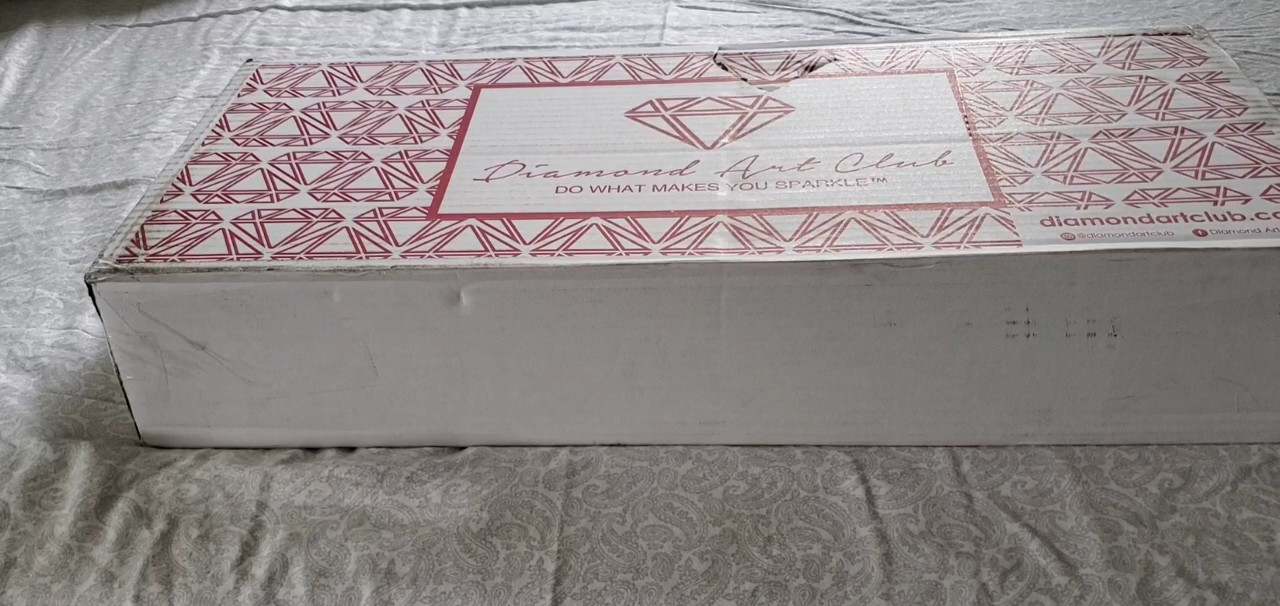 Diamond Art Club
DO WHAT MAKES YOU SPARKLE™
diamondartclub.co
@diamondartclub Diamond Art